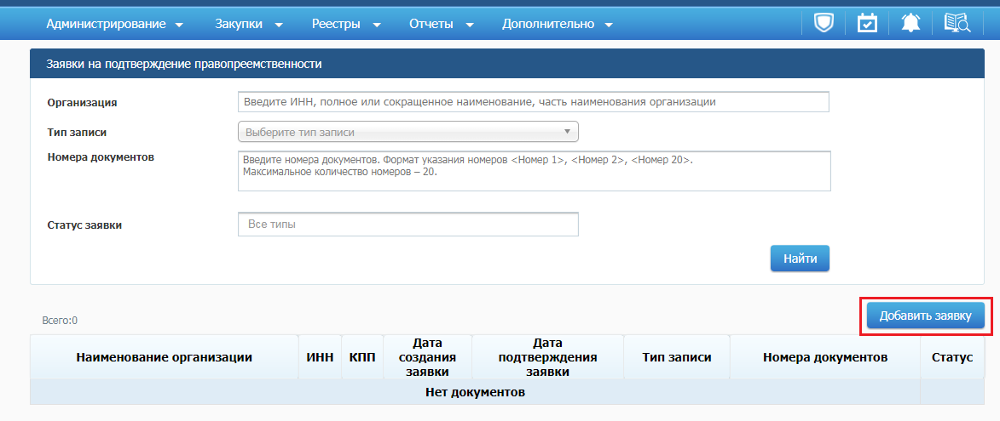 Администрирование Закупки Реестры Отчеты Дополнительно
Заявки на подтверждение правопреемственности
Организация Введите ИНН, полное или сокращенное наименование, часть наименования организации
Тип записи Выберите тип записи
Номера документов Введите номера документов. Формат указания номеров <Номер 1>, <Номер 2>, <Номер 20>.
Максимальное количество номеров – 20.
Статус заявки Все типы
Найти
Добавить заявку
Всего:0
Наименование организации ИНН КПП Дата создания заявки Дата подтверждения заявки Тип записи Номера документов Статус
Нет документов